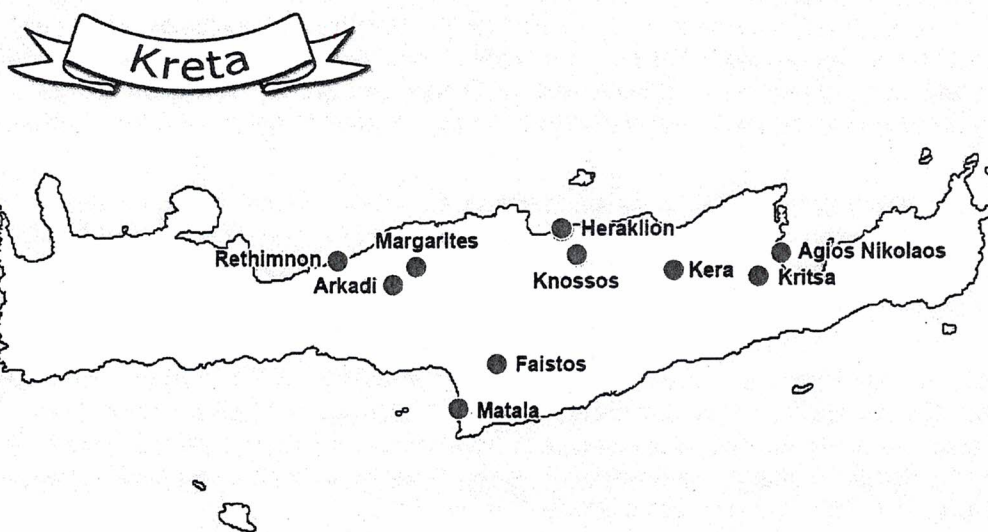 Kreta
Heraklion
Margarites
Agios Nikolaos
Rethimnon
Kera
Kritsa
Knossos
Arkadi
Faistos
Matala